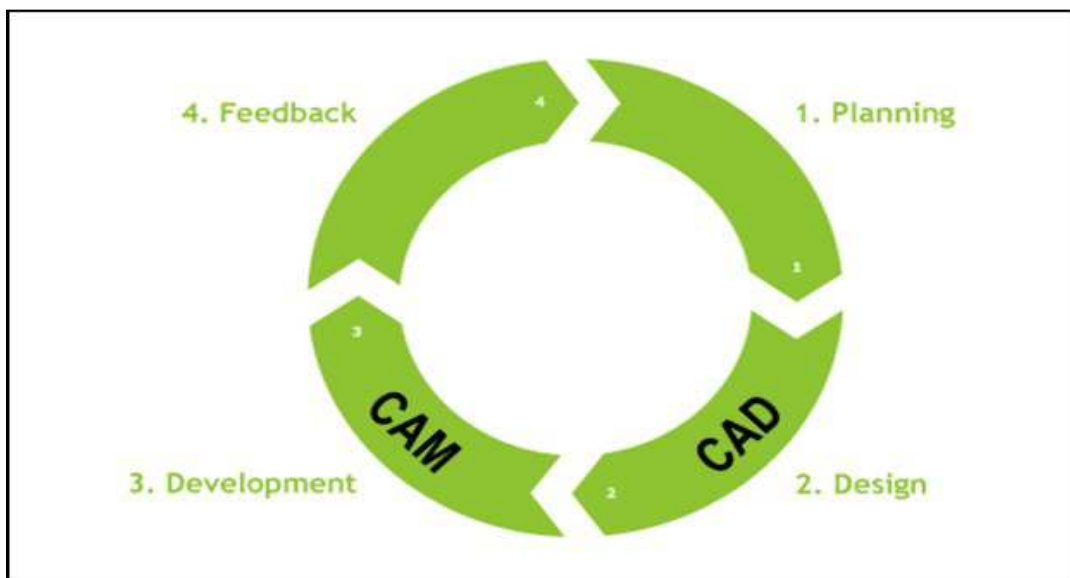 4. Feedback
4
1. Planning
1
3
CAM
CAD
3. Development
2
2. Design